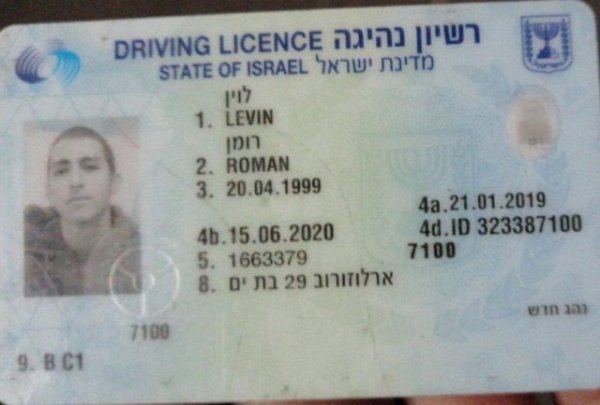 DRIVING LICENCE רשיון נהיגה
STATE OF ISRAEL מדינת ישראל
לוין
1. LEVIN
רומן
2. ROMAN
3. 20.04.1999
4a. 21.01.2019
4b. 15.06.2020
4d. ID 323387100
5. 1663379
7100
8. ארלוזורוב 29 בת ים
נהג חדש
7100
9. B C1